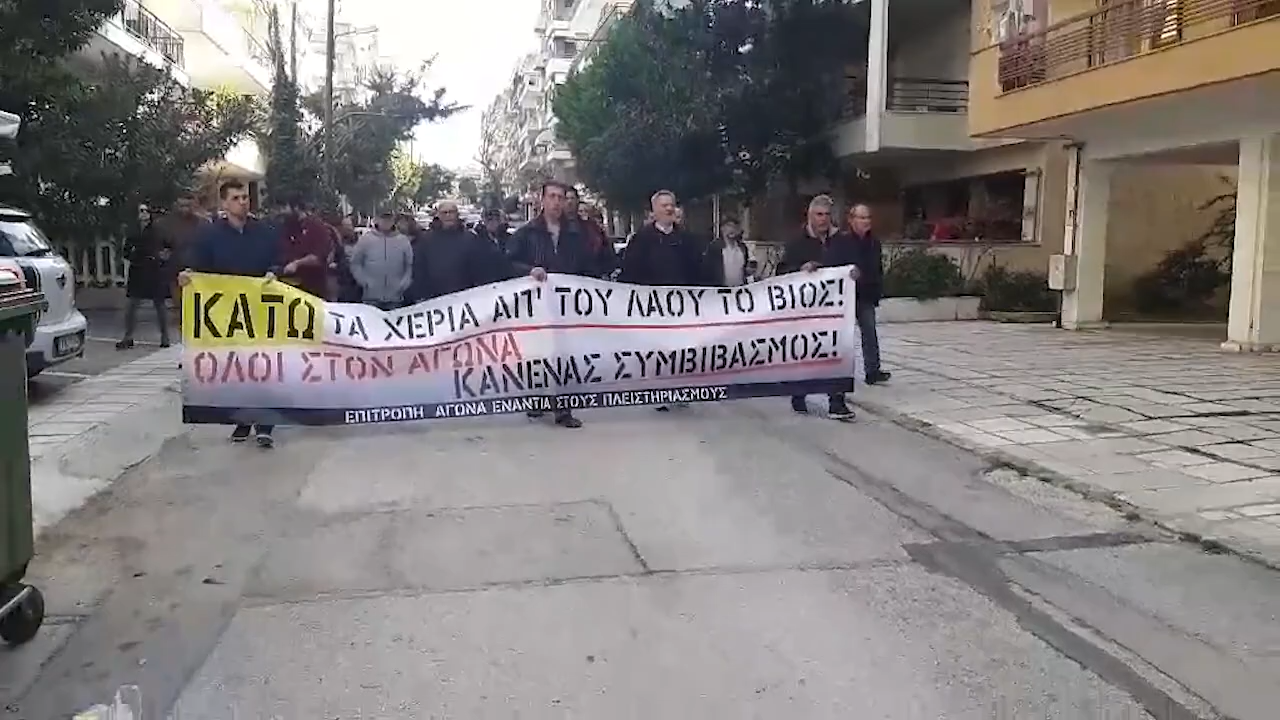 ΚΑΤΩ ΤΑ ΧΕΡΙΑ ΑΠ' ΤΟΥ ΛΑΟΥ ΤΟ ΒΙΟΣ!
ΟΛΟΙ ΣΤΟΝ ΑΓΩΝΑ
ΚΑΝΕΝΑΣ ΣΥΜΒΙΒΑΣΜΟΣ!
ΕΠΙΤΡΟΠΗ ΑΓΩΝΑ ΕΝΑΝΤΙΑ ΣΤΟΥΣ ΠΛΕΙΣΤΗΡΙΑΣΜΟΥΣ